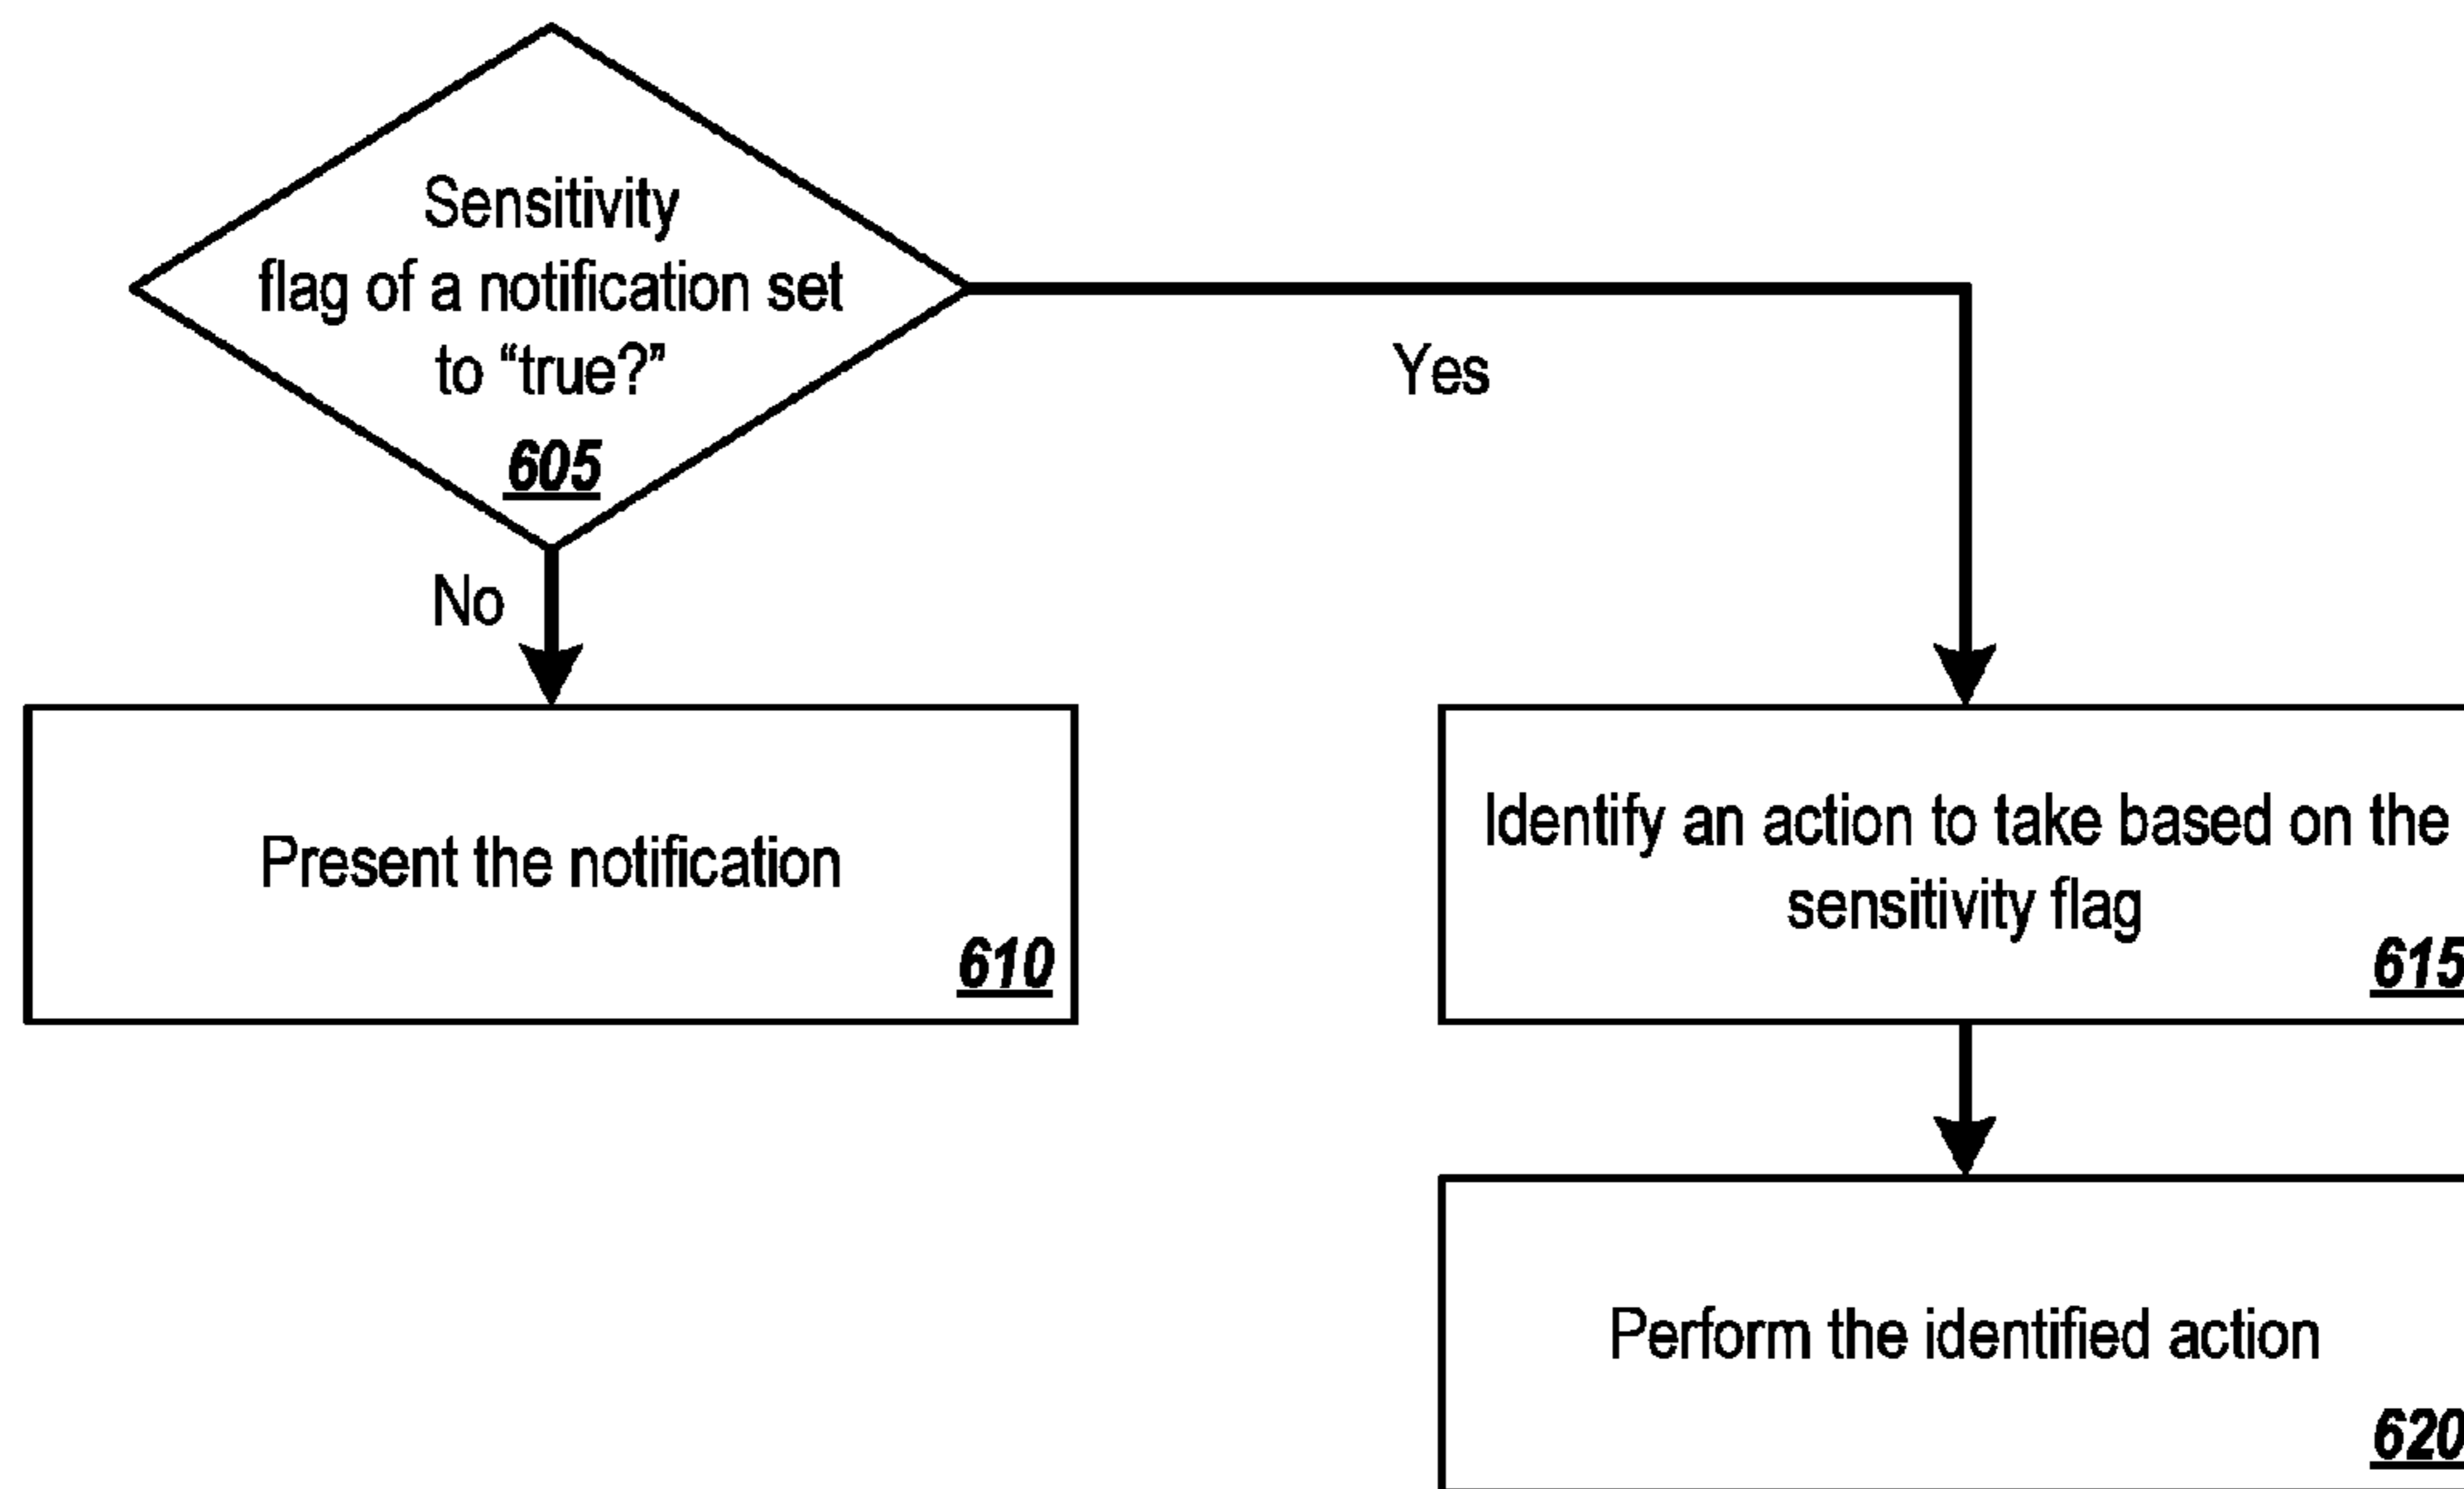 Sensitivity
flag of a notification set
to “true?”
605
Yes
No
Present the notification
610
Identify an action to take based on the
sensitivity flag
615
Perform the identified action
620